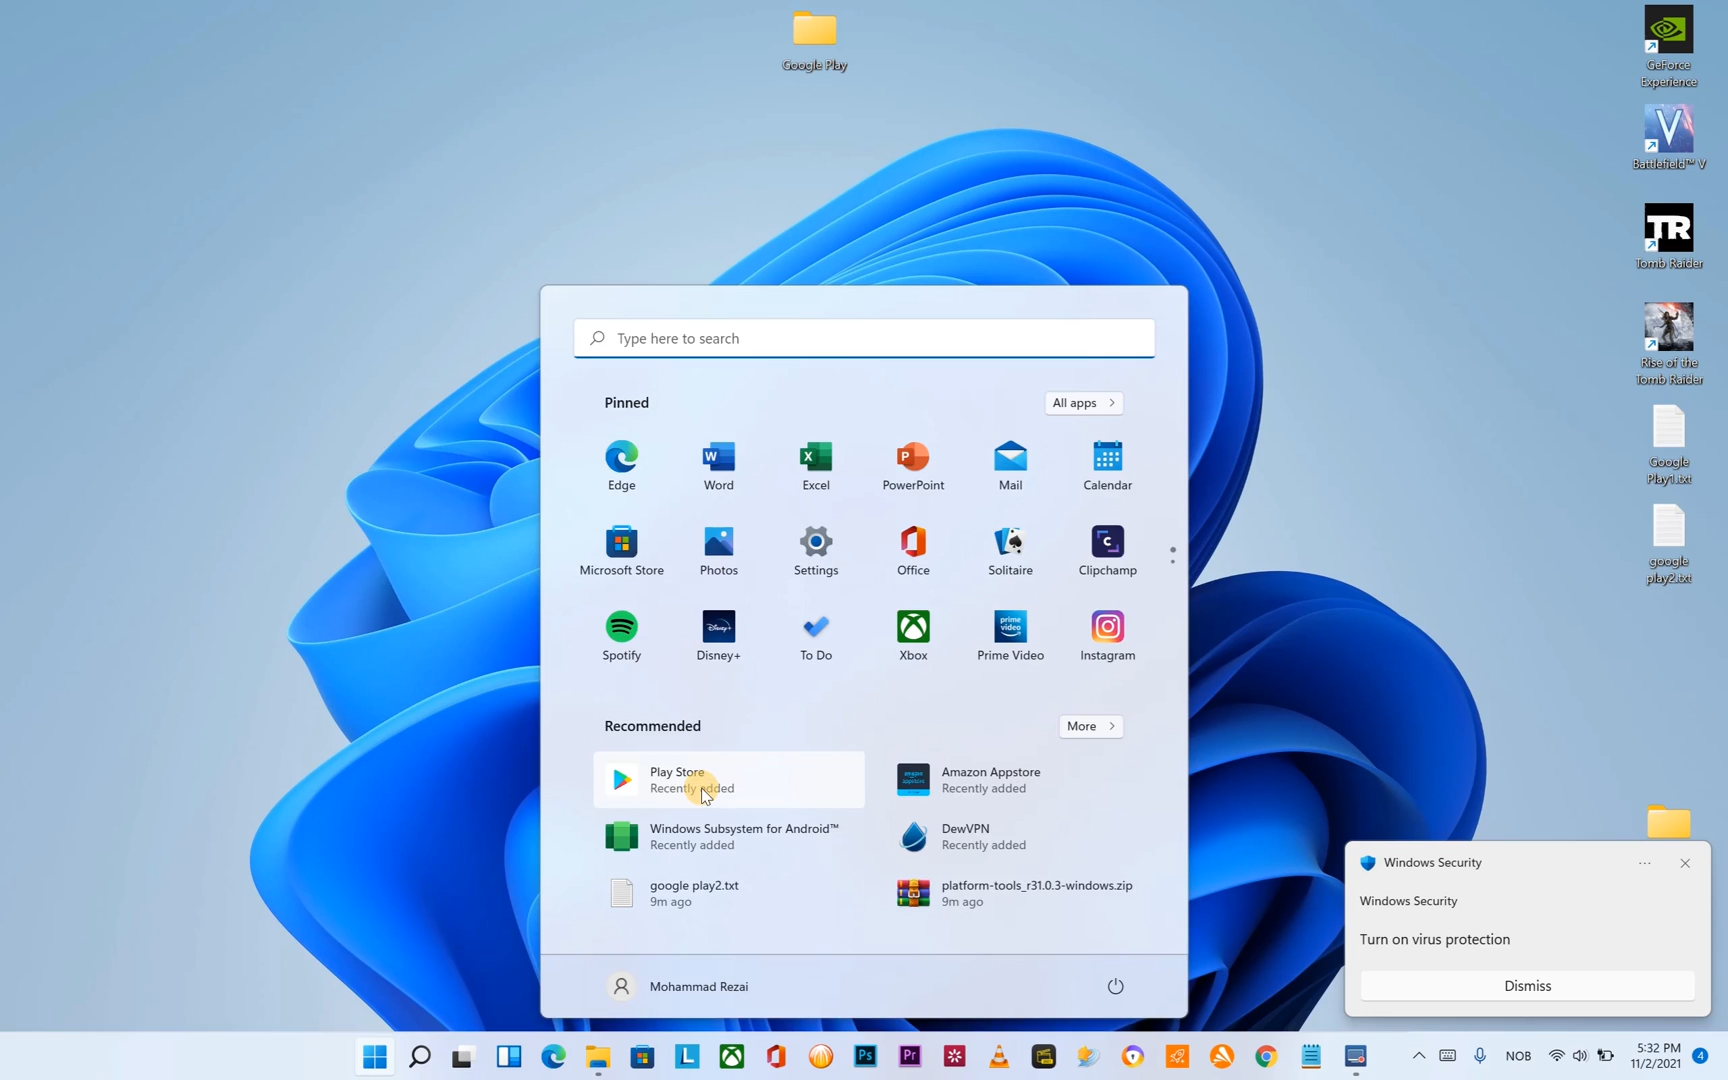 Google Play
GeForce
Experience
Battlefield™ V
TR
Tomb Raider
Rise of the
Tomb Raider
Google
Play1.txt
google
play2.txt
Type here to search
Pinned
All apps
Edge
Word
Excel
PowerPoint
Mail
Calendar
Microsoft Store
Photos
Settings
Office
Solitaire
Clipchamp
Spotify
Disney+
To Do
Xbox
Prime Video
Instagram
Recommended
More
Play Store
Recently added
Amazon Appstore
Recently added
Windows Subsystem for Android™
Recently added
DewVPN
Recently added
google play2.txt
9m ago
platform-tools_r31.0.3-windows.zip
9m ago
Mohammad Rezai
Windows Security
Windows Security
Turn on virus protection
Dismiss
NOB
5:32 PM
11/2/2021
4